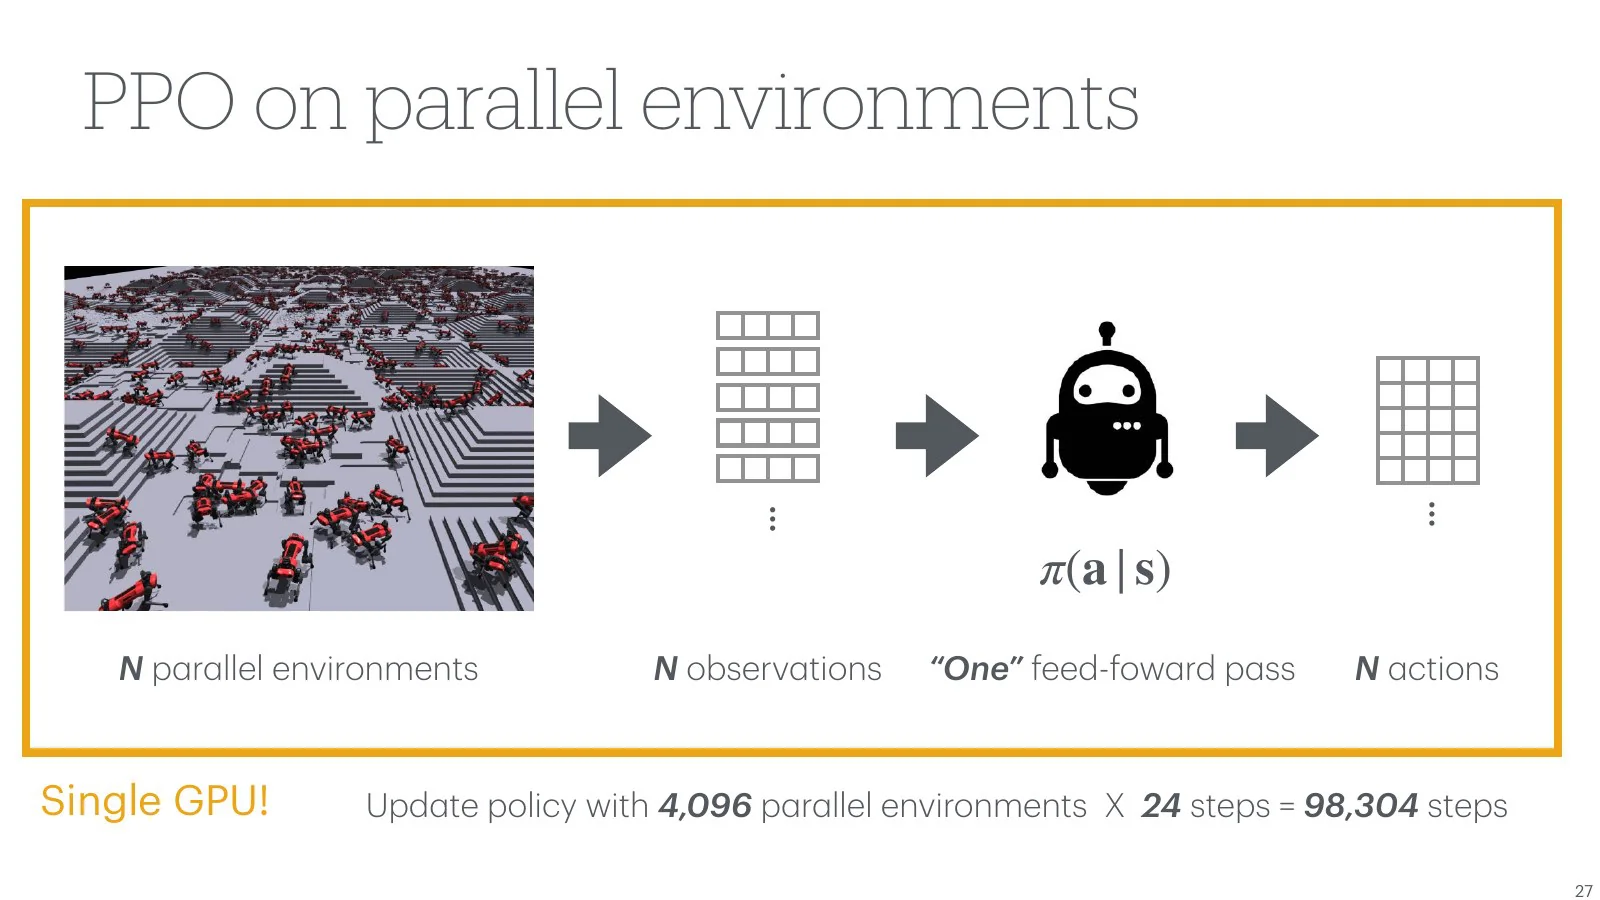 PPO on parallel environments
π(a | s)
N parallel environments
N observations
“One” feed-foward pass
N actions
Single GPU!
Update policy with 4,096 parallel environments X 24 steps = 98,304 steps
27